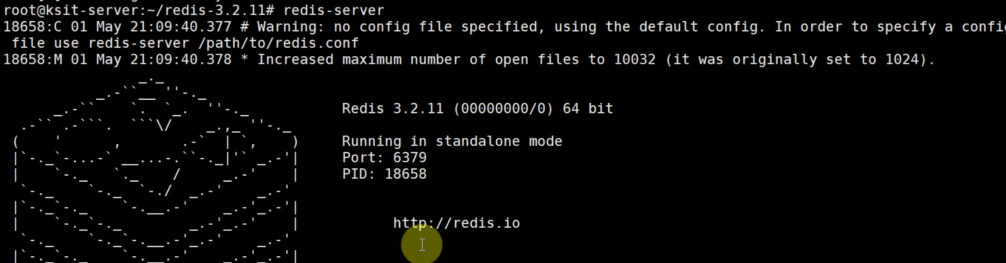 root@ksit-server:~/redis-3.2.11# redis-server
18658:C 01 May 21:09:40.377 # Warning: no config file specified, using the default config. In order to specify a confi
file use redis-server /path/to/redis.conf
18658:M 01 May 21:09:40.378 * Increased maximum number of open files to 10032 (it was originally set to 1024).
Redis 3.2.11 (00000000/0) 64 bit
Running in standalone mode
Port: 6379
PID: 18658
http://redis.io